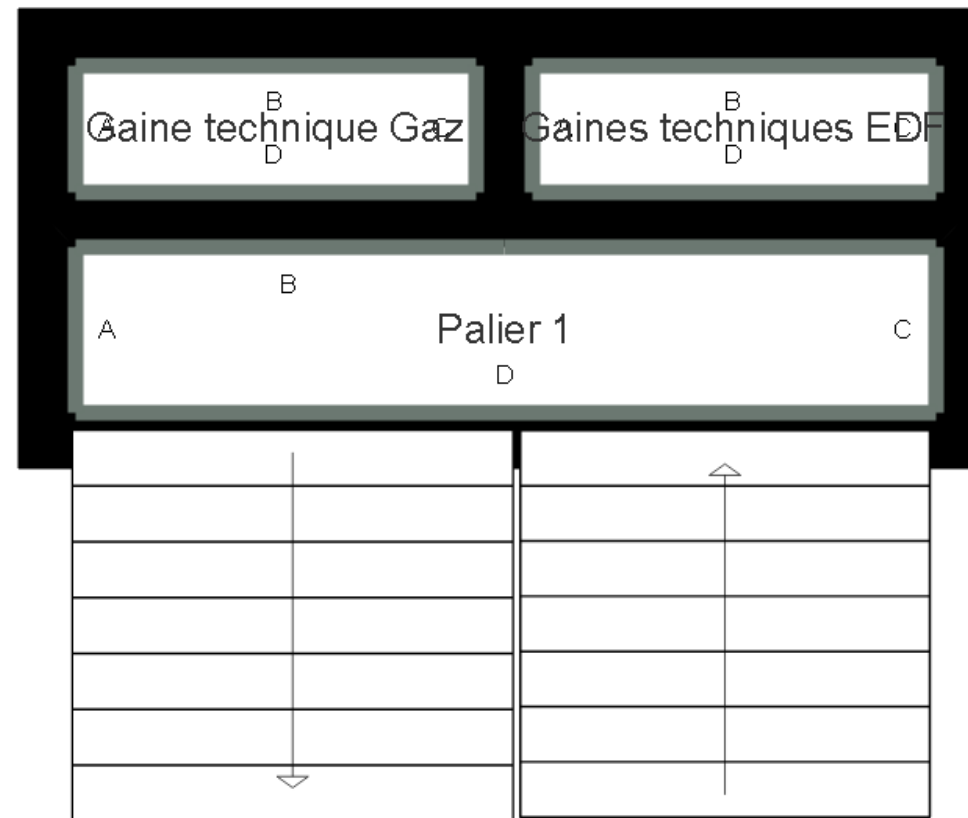 B B
A Gaine technique Gaz C A Gaines techniques EDF C
D D
B
A Palier 1 C
D